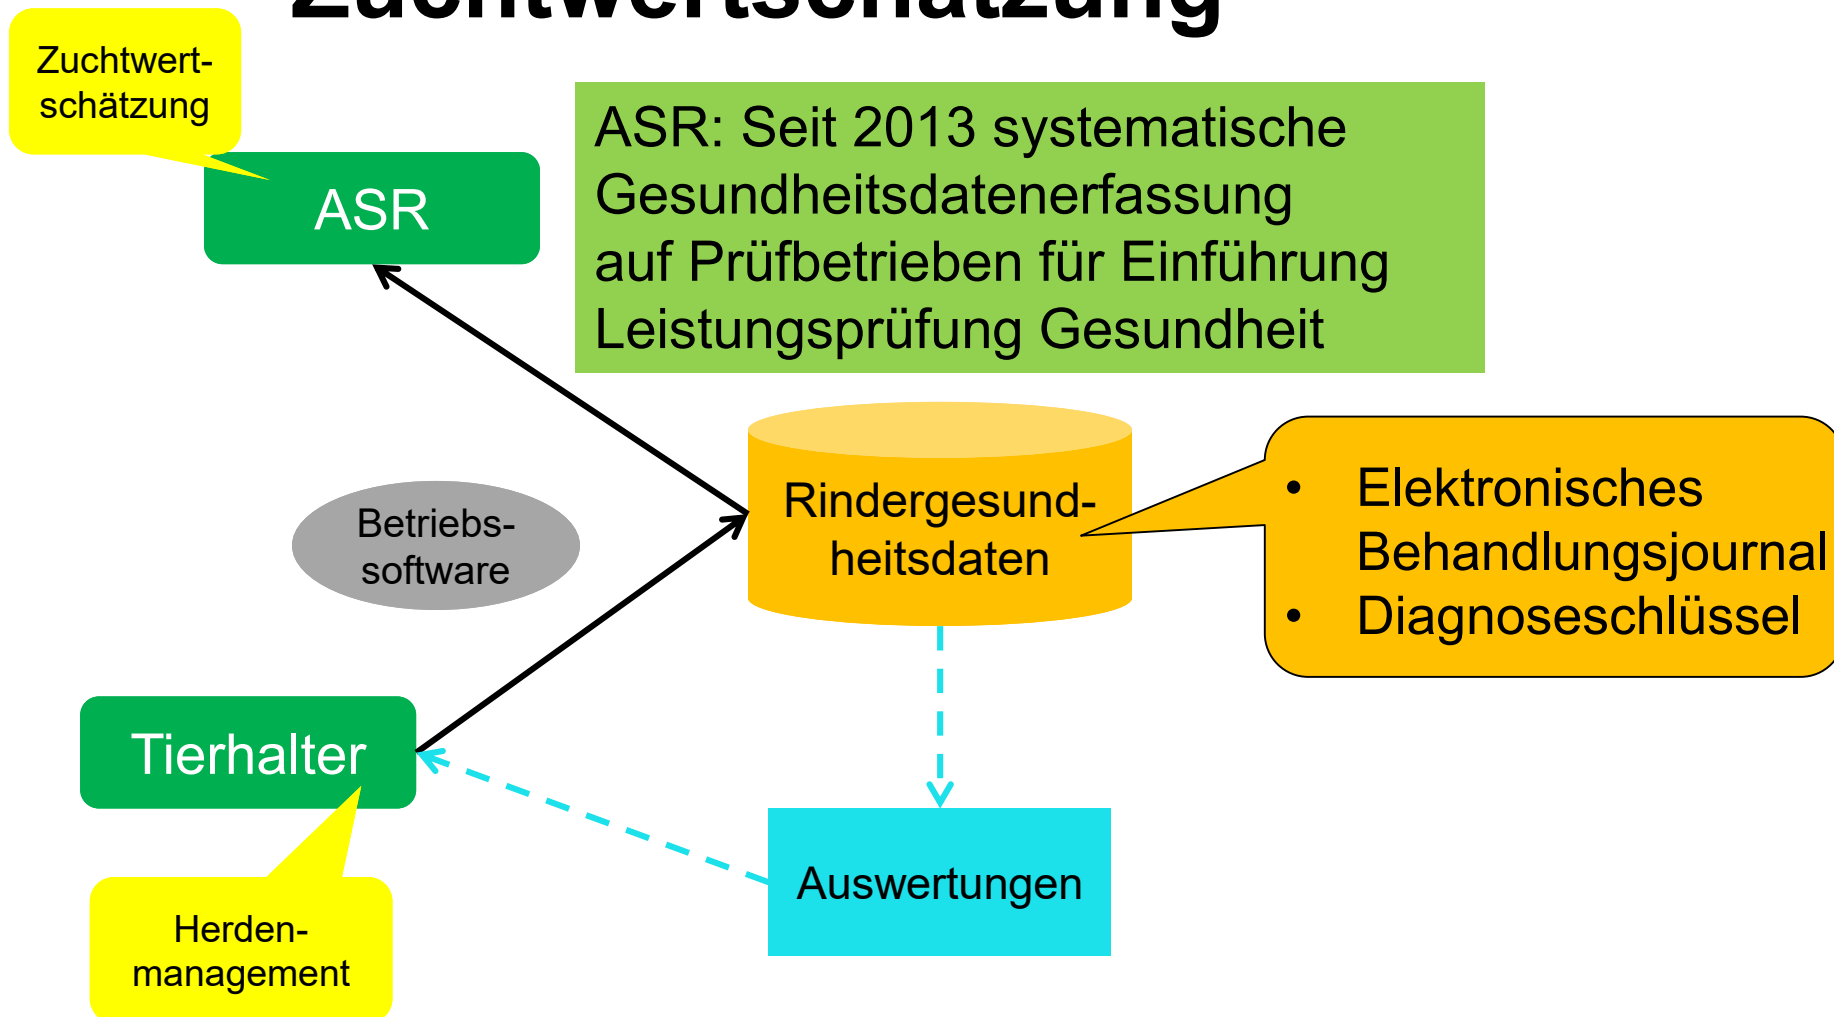 Zuchtwertschätzung
Zuchtwert-
schätzung
ASR
ASR: Seit 2013 systematische
Gesundheitsdatenerfassung
auf Prüfbetrieben für Einführung
Leistungsprüfung Gesundheit
Betriebs-
software
Rindergesund-
heitsdaten
• Elektronisches
Behandlungsjournal
• Diagnoseschlüssel
Tierhalter
Auswertungen
Herden-
management